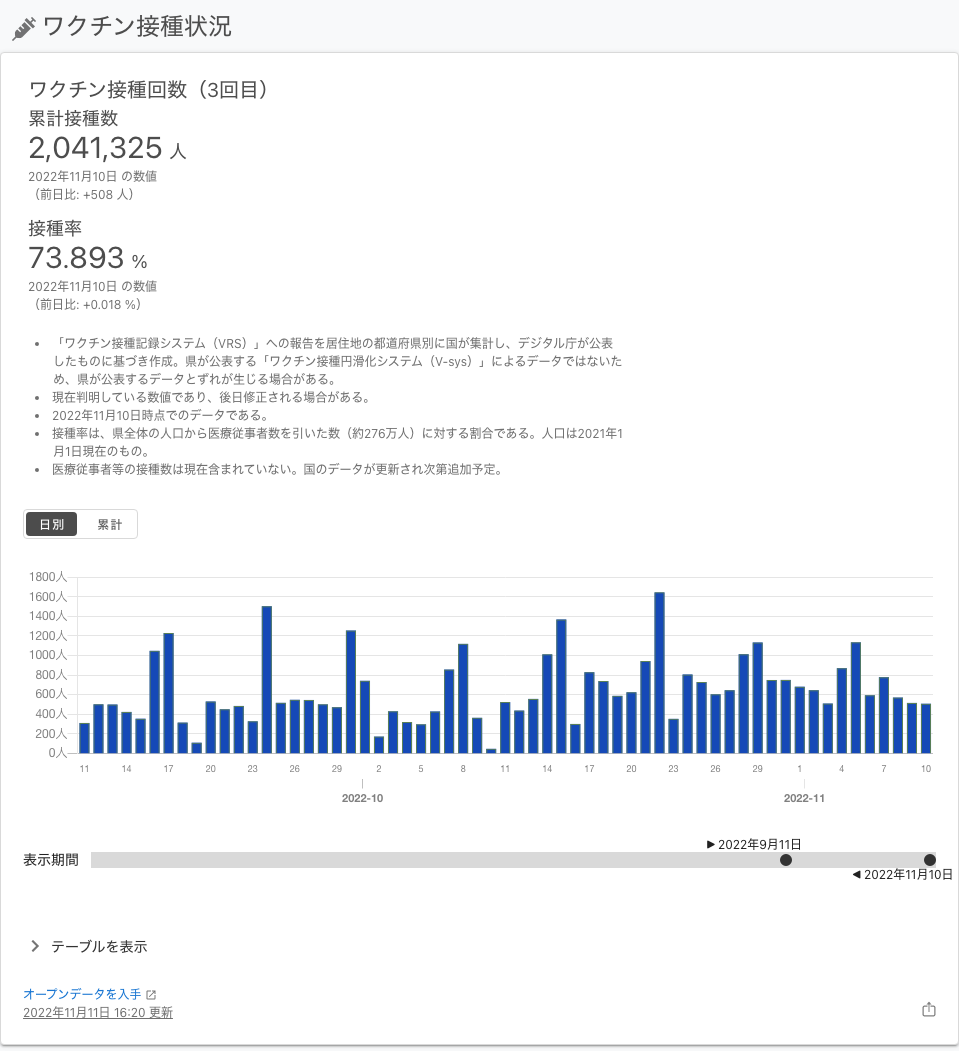 ワクチン接種状況
ワクチン接種回数（3回目）
累計接種数
2,041,325 人
2022年11月10日 の数値
（前日比: +508 人）
接種率
73.893 %
2022年11月10日 の数値
（前日比: +0.018 %）
• 「ワクチン接種記録システム（VRS）」への報告を居住地の都道府県別に国が集計し、デジタル庁が公表
したものに基づき作成。県が公表する「ワクチン接種円滑化システム（V-sys）」によるデータではないた
め、県が公表するデータとずれが生じる場合がある。
• 現在判明している数値であり、後日修正される場合がある。
• 2022年11月10日時点でのデータである。
• 接種率は、県全体の人口から医療従事者数を引いた数（約276万人）に対する割合である。人口は2021年1
月1日現在のもの。
• 医療従事者等の接種数は現在含まれていない。国のデータが更新され次第追加予定。
日別 累計
1800人
1600人
1400人
1200人
1000人
800人
600人
400人
200人
0人
11 14 17 20 23 26 29 2 5 8 11 14 17 20 23 26 29 1 4 7 10
2022-10 2022-11
▶ 2022年9月11日
表示期間
◀ 2022年11月10日
テーブルを表示
オープンデータを入手
2022年11月11日 16:20 更新